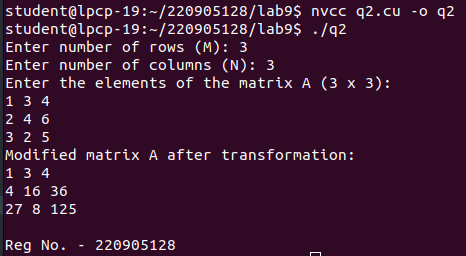 student@lpcp-19:~/220905128/lab9$ nvcc q2.cu -o q2
student@lpcp-19:~/220905128/lab9$ ./q2
Enter number of rows (M): 3
Enter number of columns (N): 3
Enter the elements of the matrix A (3 x 3):
1 3 4
2 4 6
3 2 5
Modified matrix A after transformation:
1 3 4
4 16 36
27 8 125
Reg No. - 220905128